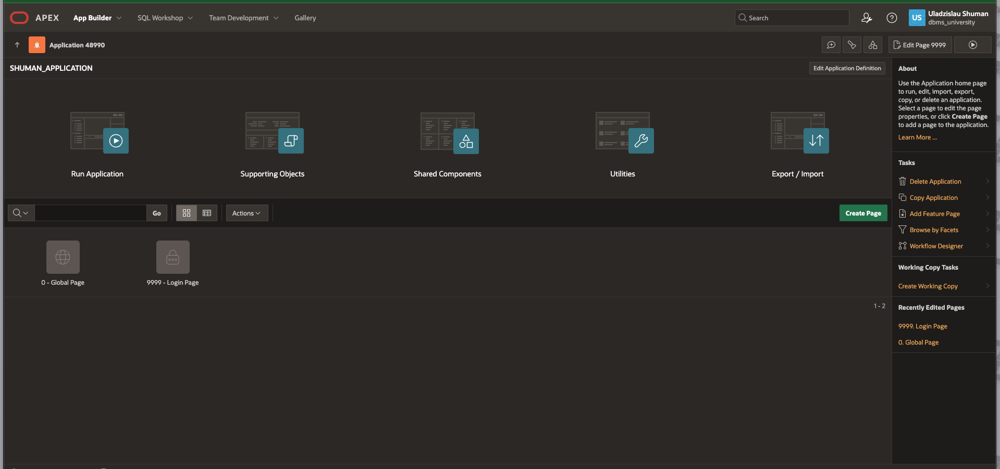 APEX
App Builder
SQL Workshop
Team Development
Gallery
Search
US
Uladzislau Shuman
dbms_university
Application 48990
Edit Page 9999
SHUMAN_APPLICATION
Edit Application Definition
Run Application
Supporting Objects
Shared Components
Utilities
Export / Import
Go
Actions
Create Page
0 - Global Page
9999 - Login Page
1 - 2
About
Use the Application home page
to run, edit, import, export,
copy, or delete an application.
Select a page to edit the page
properties, or click Create Page
to add a page to the application.
Learn More ...
Tasks
Delete Application
Copy Application
Add Feature Page
Browse by Facets
Workflow Designer
Working Copy Tasks
Create Working Copy
Recently Edited Pages
9999. Login Page
0. Global Page